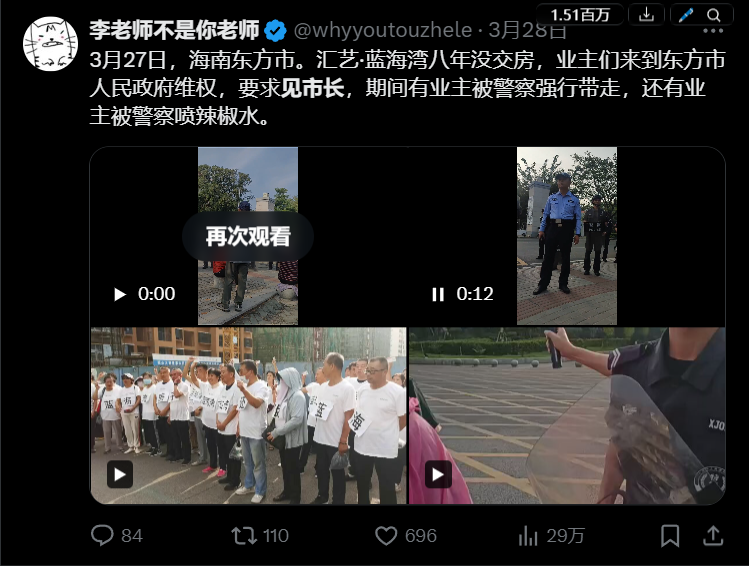 1.51百万
李老师不是你老师 @whyyoutouzhele · 3月28日
3月27日，海南东方市。汇艺·蓝海湾八年没交房，业主们来到东方市
人民政府维权，要求见市长，期间有业主被警察强行带走，还有业
主被警察喷辣椒水。
再次观看
0:00
0:12
蓝
海
XJO
84
110
696
29万